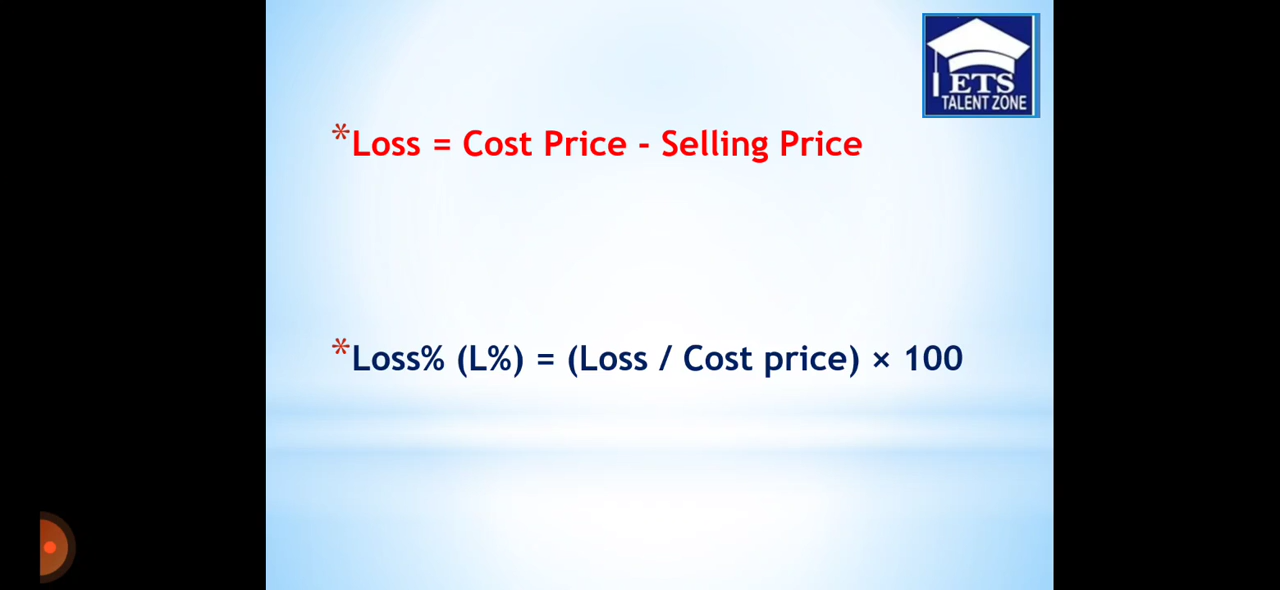 ETS
TALENT ZONE
*Loss = Cost Price - Selling Price
*Loss% (L%) = (Loss / Cost price) × 100